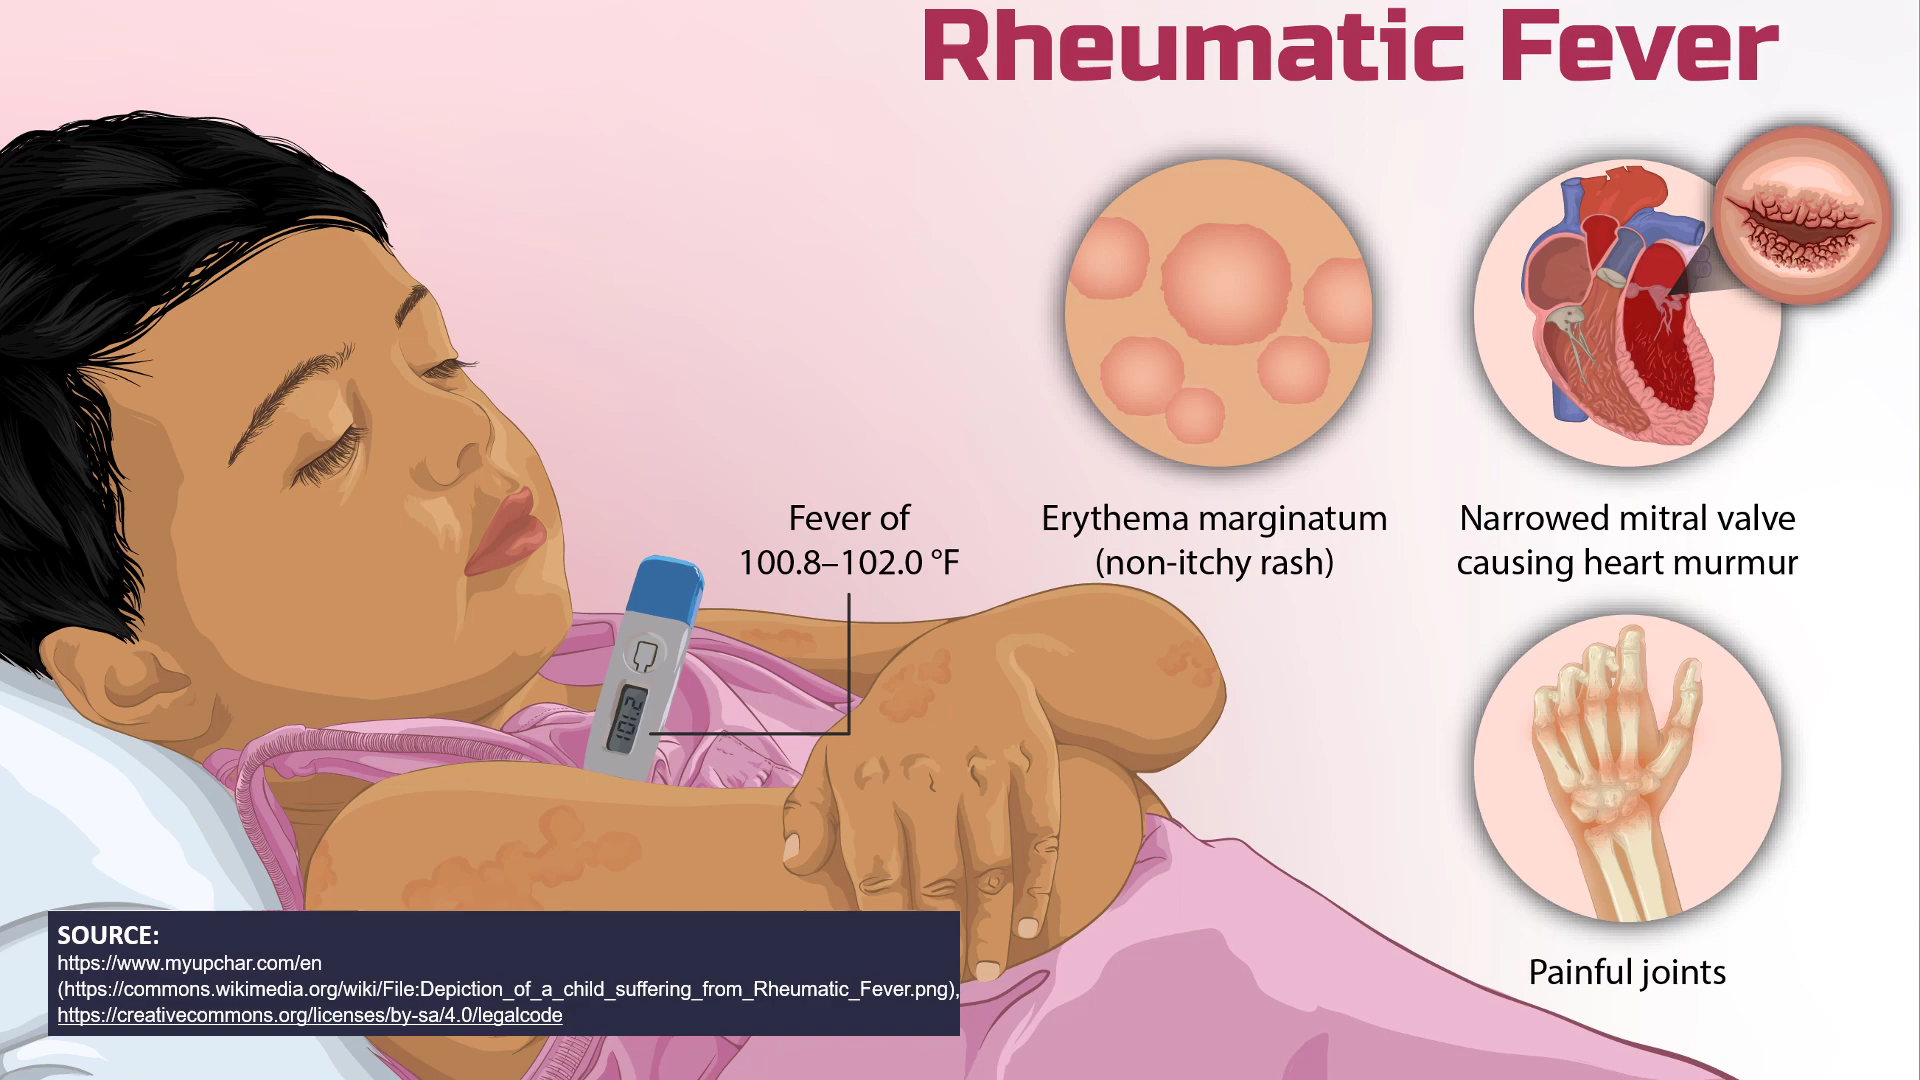 Rheumatic Fever
Fever of
100.8–102.0 °F
Erythema marginatum
(non-itchy rash)
Narrowed mitral valve
causing heart murmur
101.2
Painful joints
SOURCE:
https://www.myupchar.com/en
(https://commons.wikimedia.org/wiki/File:Depiction_of_a_child_suffering_from_Rheumatic_Fever.png),
https://creativecommons.org/licenses/by-sa/4.0/legalcode